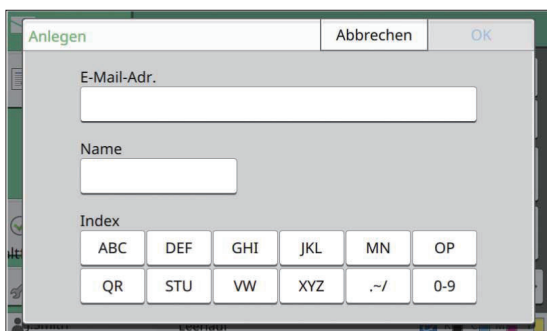 Anlegen Abbrechen OK
E-Mail-Adr.
Name
Index
ABC DEF GHI JKL MN OP
QR STU VW XYZ .~/ 0-9